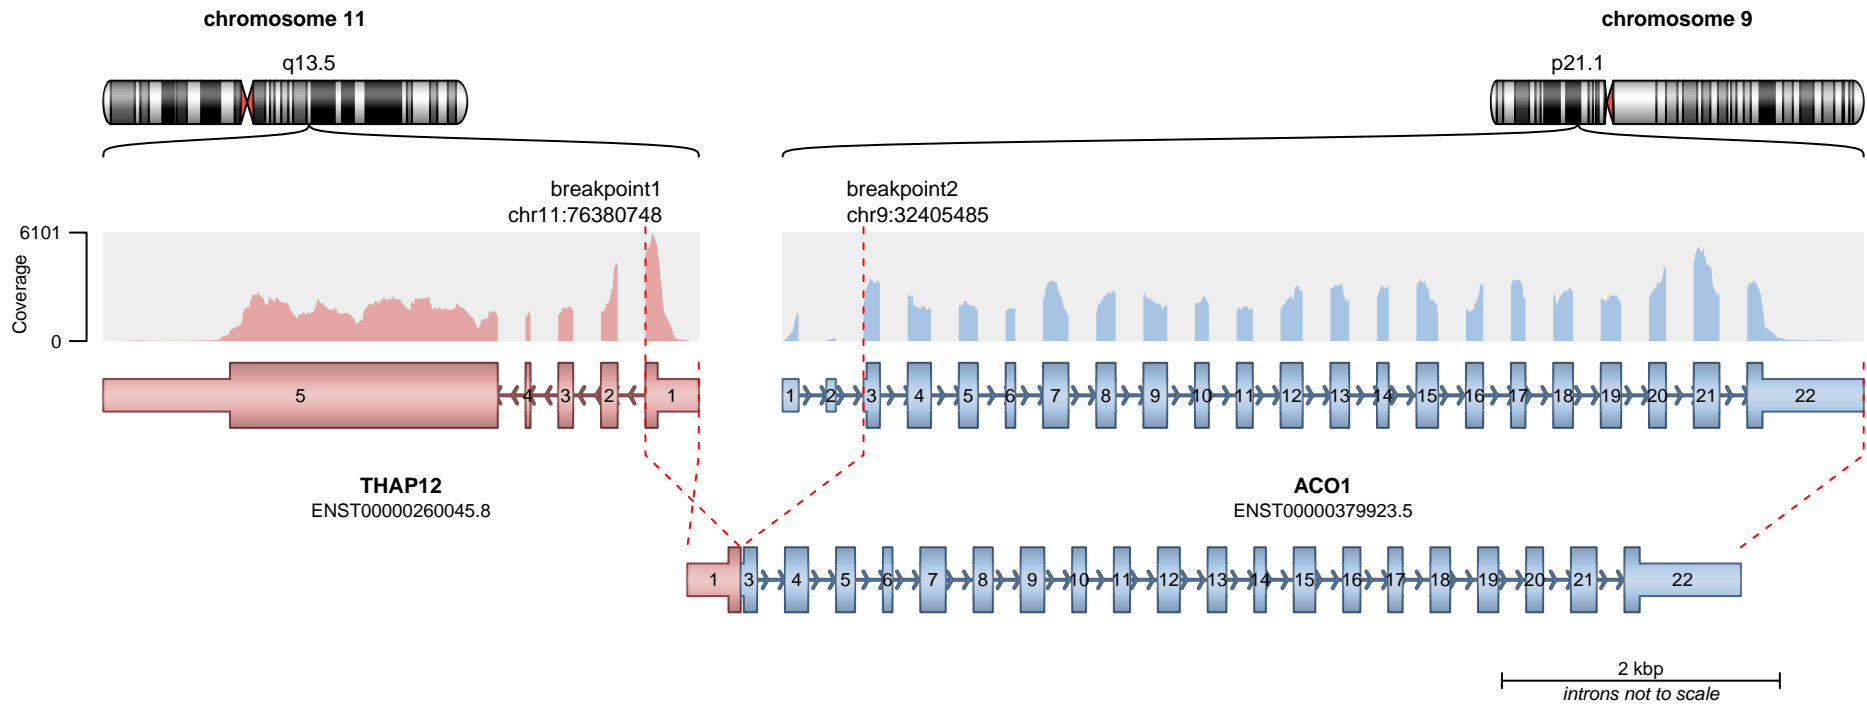 chromosome 11
chromosome 9
q13.5
p21.1
breakpoint1
chr11:76380748
breakpoint2
chr9:32405485
6101
0
Coverage
5 4 3 2 1
1 2 3 4 5 6 7 8 9 10 11 12 13 14 15 16 17 18 19 20 21 22
THAP12
ENST00000260045.8
ACO1
ENST00000379923.5
1 3 4 5 6 7 8 9 10 11 12 13 14 15 16 17 18 19 20 21 22
2 kbp
introns not to scale